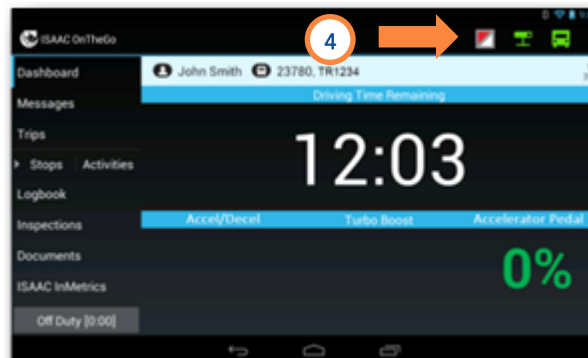 4
ISAAC OnTheGo
Dashboard
John Smith 23780, TR1234
Driving Time Remaining
Messages
Trips
Stops Activities
12:03
Logbook
Inspections
Accel/Decel Turbo Boost Accelerator Pedal
Documents
0%
ISAAC InMetrics
Off Duty [0:00]